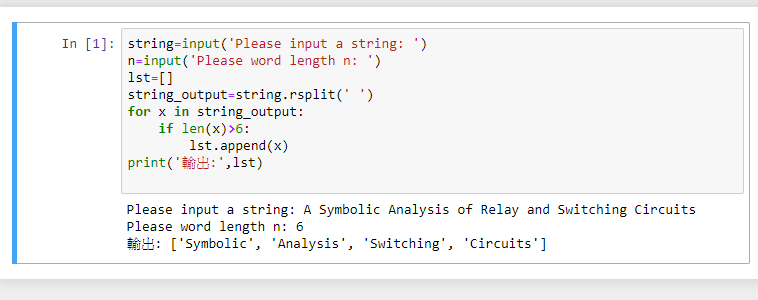 In [1]: string=input('Please input a string: ')
n=input('Please word length n: ')
lst=[]
string_output=string.rsplit(' ')
for x in string_output:
    if len(x)>6:
        lst.append(x)
print('輸出:',lst)
Please input a string: A Symbolic Analysis of Relay and Switching Circuits
Please word length n: 6
輸出: ['Symbolic', 'Analysis', 'Switching', 'Circuits']